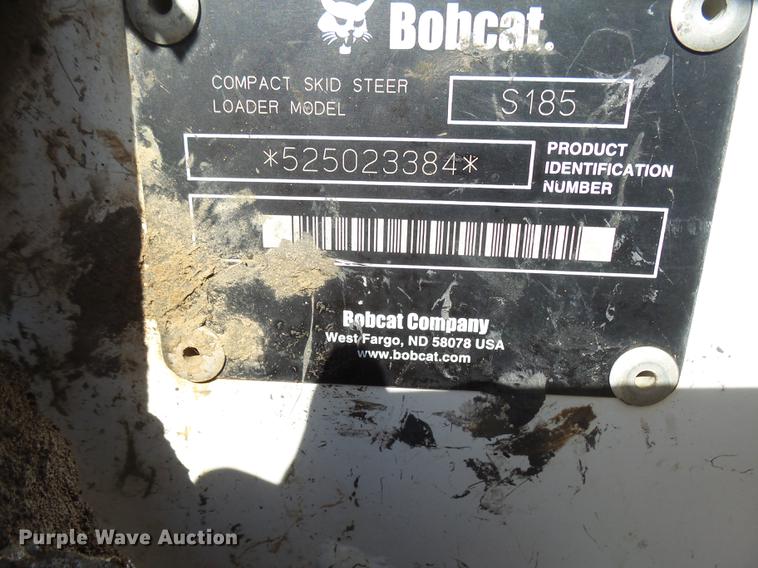 Bobcat.
COMPACT SKID STEER
LOADER MODEL
S185
*525023384*
PRODUCT
IDENTIFICATION
NUMBER
Bobcat Company
West Fargo, ND 58078 USA
www.bobcat.com
Purple Wave Auction